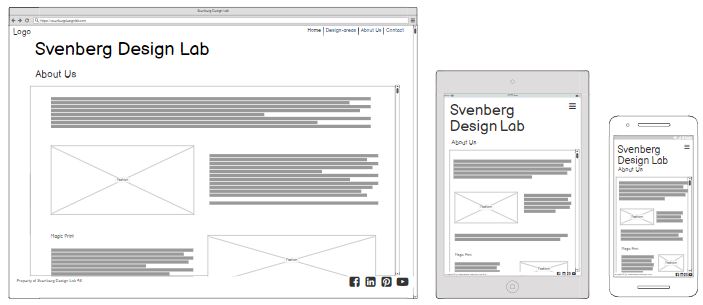 Svenberg Design Lab
https://svenbergdesignlab.com
Logo
Home | Design-areas | About Us | Contact
Svenberg Design Lab
About Us
Fashion
Magic Print
Fashion
Property of Svenberg Design Lab AB
Svenberg
Design Lab
About Us
Fashion
Magic Print
Fashion
Svenberg
Design Lab
About Us
Fashion
Magic Print
Fashion